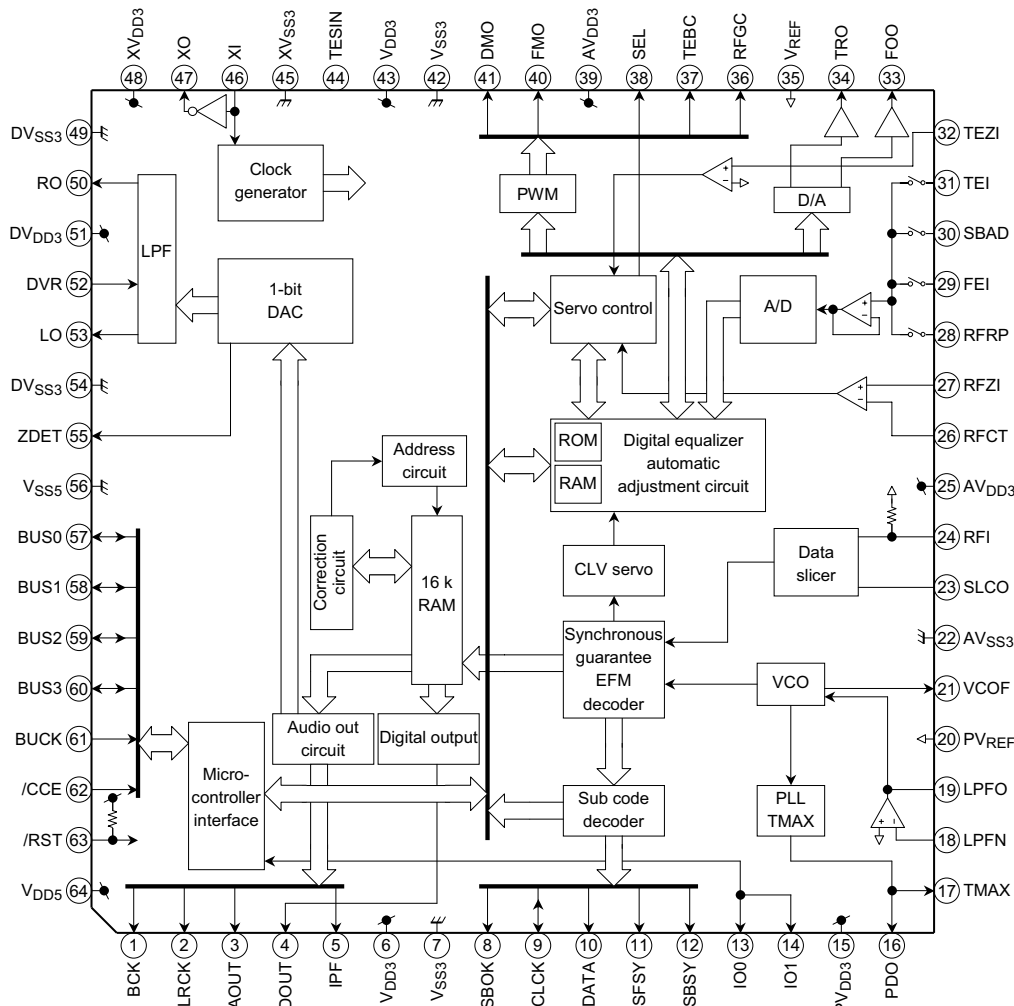 XVDD3
XO
XI
XVSS3
TESIN
VDD3
VSS3
DMO
FMO
AVDD3
SEL
TEBC
RFGC
VREF
TRO
FOO
48
47
46
45
44
43
42
41
40
39
38
37
36
35
34
33
DVSS3 49
RO 50
DVDD3 51
DVR 52
LO 53
DVSS3 54
ZDET 55
VSS5 56
BUS0 57
BUS1 58
BUS2 59
BUS3 60
BUCK 61
/CCE 62
/RST 63
VDD5 64
Clock
generator
LPF
1-bit
DAC
PWM
D/A
Servo control
A/D
+
−
+
−
+
−
+
−
ROM
RAM
Digital equalizer
automatic
adjustment circuit
Address
circuit
Correction
circuit
16 k
RAM
CLV servo
Data
slicer
Synchronous
guarantee
EFM
decoder
VCO
Audio out
circuit
Digital output
Micro-
controller
interface
Sub code
decoder
PLL
TMAX
32 TEZI
31 TEI
30 SBAD
29 FEI
28 RFRP
27 RFZI
26 RFCT
25 AVDD3
24 RFI
23 SLCO
22 AVSS3
21 VCOF
20 PVREF
19 LPFO
18 LPFN
17 TMAX
1
2
3
4
5
6
7
8
9
10
11
12
13
14
15
16
BCK
LRCK
AOUT
DOUT
IPF
VDD3
VSS3
SBOK
CLCK
DATA
SFSY
SBSY
IO0
IO1
PVDD3
PDO